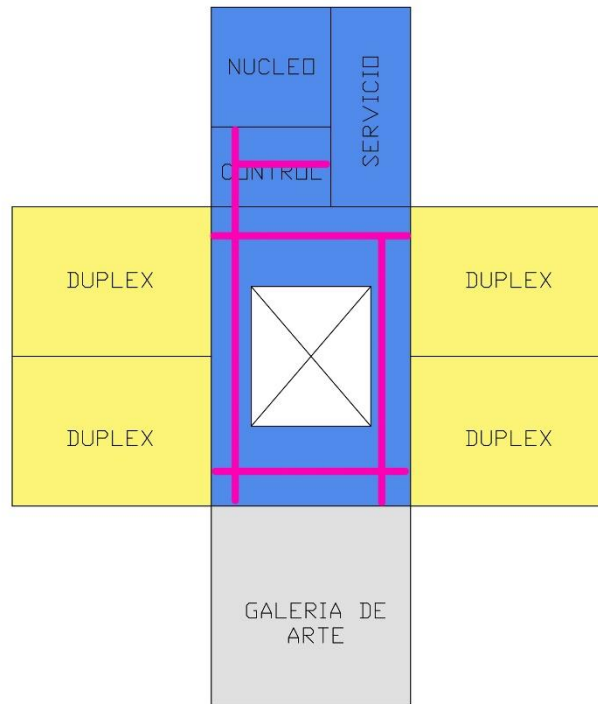 NUCLEO
SERVICIO
CONTROL
DUPLEX
DUPLEX
DUPLEX
DUPLEX
GALERIA DE
ARTE